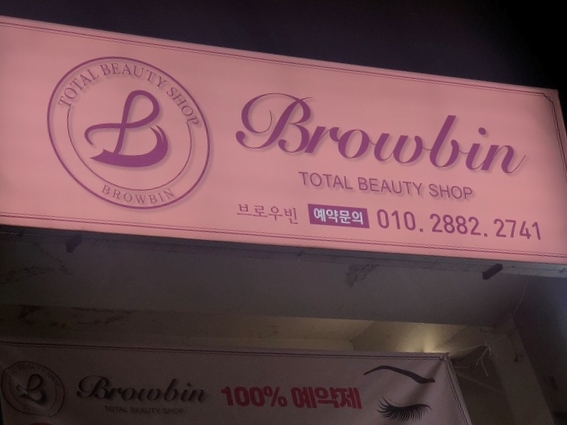 TOTAL BEAUTY SHOP
B
BROWBIN
Browbin
TOTAL BEAUTY SHOP
브로우빈 예약문의 010. 2882. 2741
Browbin 100% 예약제
TOTAL BEAUTY SHOP